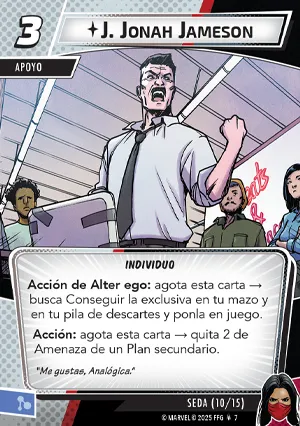 3
J. Jonah Jameson
APOYO
INDIVIDUO
Acción de Alter ego: agota esta carta →
busca Conseguir la exclusiva en tu mazo y
en tu pila de descartes y ponla en juego.
Acción: agota esta carta → quita 2 de
Amenaza de un Plan secundario.
"Me gustas, Analógica."
SEDA (10/15)
© MARVEL © 2025 FFG 7